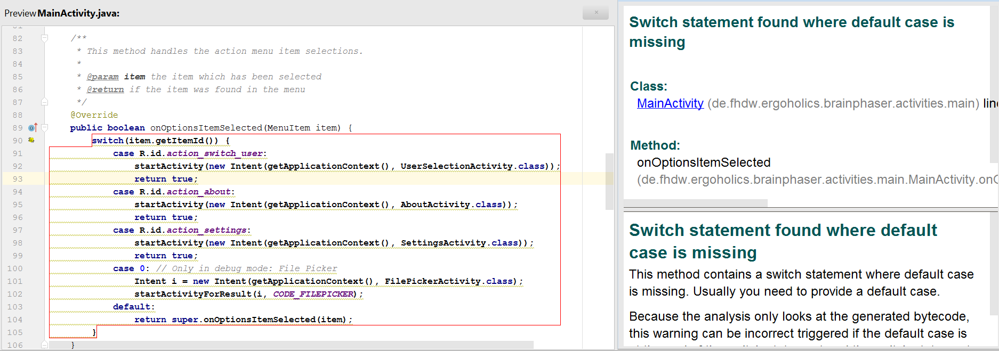 Preview MainActivity.java:
82 /**
83 * This method handles the action menu item selections.
84 *
85 * @param item the item which has been selected
86 * @return if the item was found in the menu
87 */
88 @Override
89 public boolean onOptionsItemSelected(MenuItem item) {
90 switch(item.getItemId()) {
91 case R.id.action_switch_user:
92 startActivity(new Intent(getApplicationContext(), UserSelectionActivity.class));
93 return true;
94 case R.id.action_about:
95 startActivity(new Intent(getApplicationContext(), AboutActivity.class));
96 return true;
97 case R.id.action_settings:
98 startActivity(new Intent(getApplicationContext(), SettingsActivity.class));
99 return true;
100 case 0: // Only in debug mode: File Picker
101 Intent i = new Intent(getApplicationContext(), FilePickerActivity.class);
102 startActivityForResult(i, CODE_FILEPICKER);
103 default:
104 return super.onOptionsItemSelected(item);
105 }
106 }
Switch statement found where default case is
missing
Class:
MainActivity (de.fhdw.ergoholics.brainphaser.activities.main)
Method:
onOptionsItemSelected
(de.fhdw.ergoholics.brainphaser.activities.main.MainActivity.on
Switch statement found where default
case is missing
This method contains a switch statement where default case
is missing. Usually you need to provide a default case.
Because the analysis only looks at the generated bytecode,
this warning can be incorrect triggered if the default case is